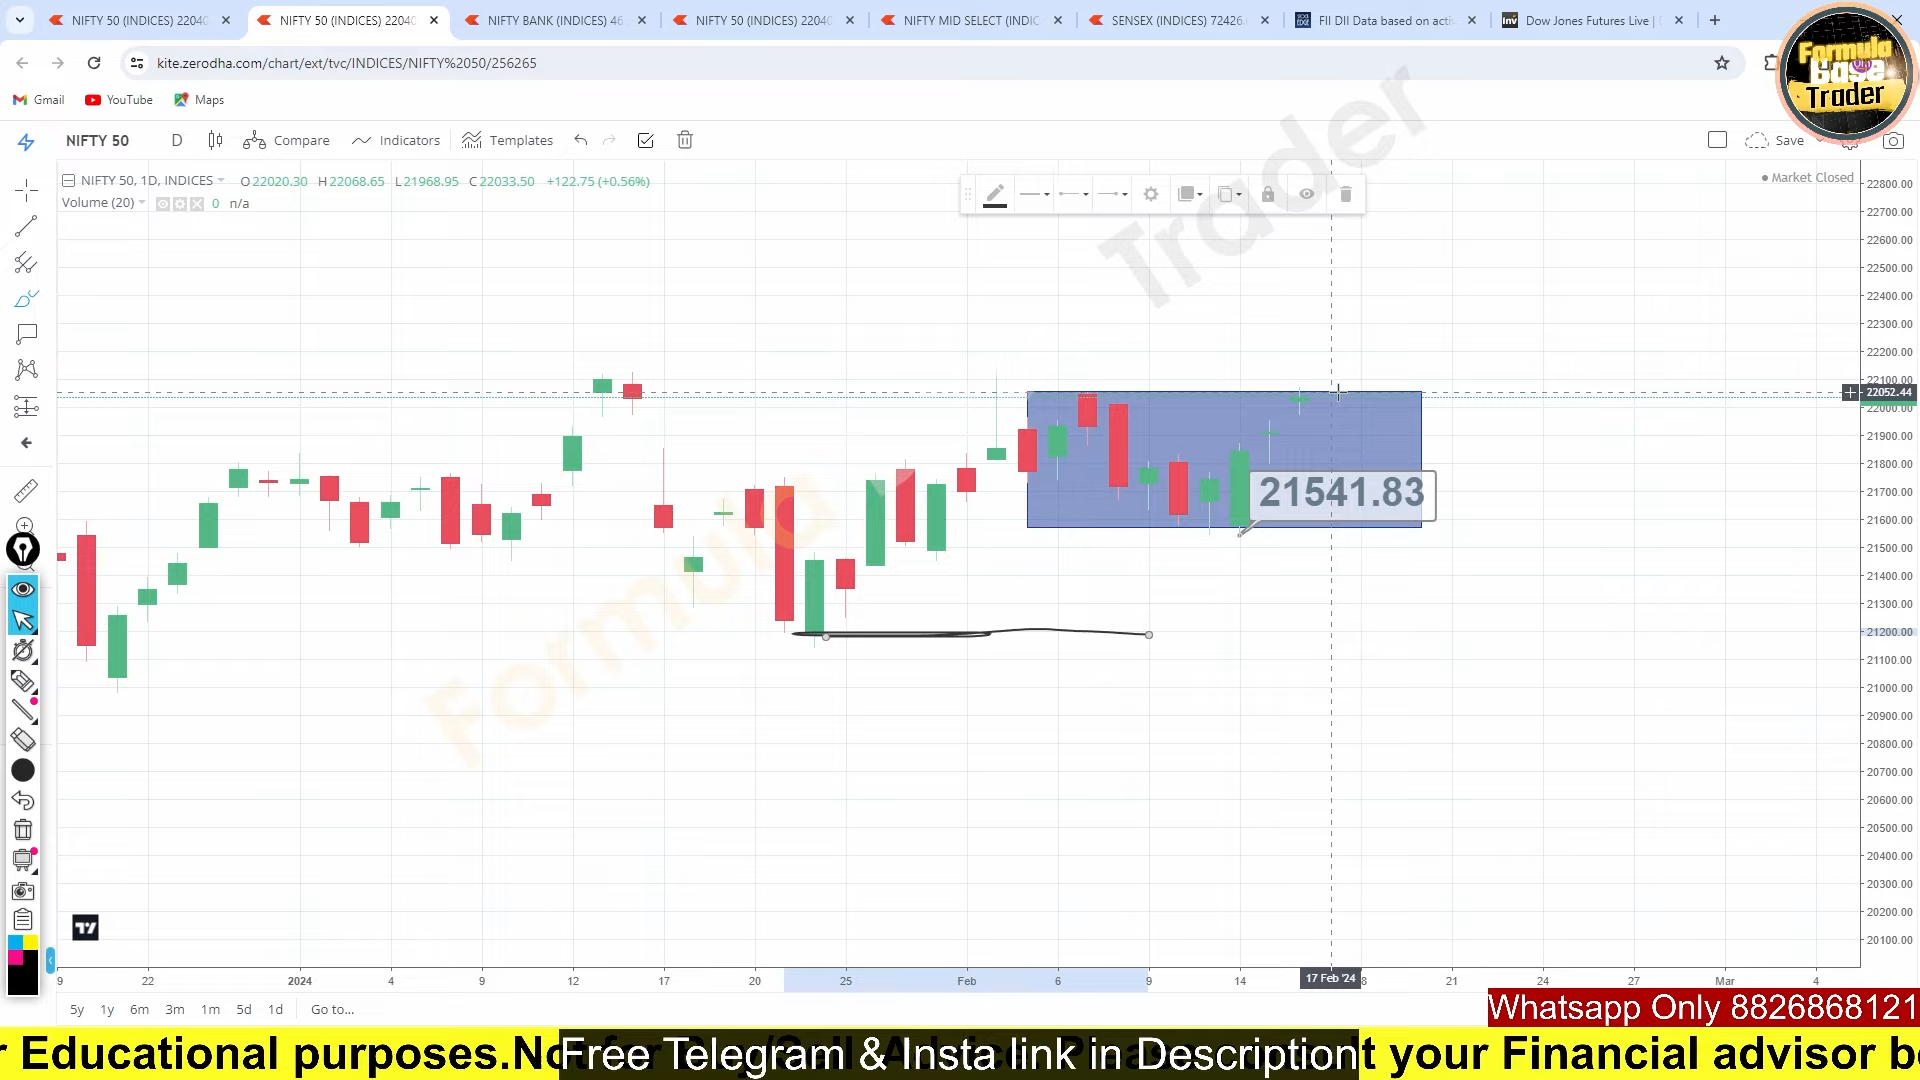 NIFTY 50 (INDICES) 2204
NIFTY 50 (INDICES) 2204
NIFTY BANK (INDICES) 46
NIFTY 50 (INDICES) 2204
NIFTY MID SELECT (INDIC
SENSEX (INDICES) 72426.
FII DII Data based on acti
Dow Jones Futures Live |
kite.zerodha.com/chart/ext/tvc/INDICES/NIFTY%2050/256265
Gmail YouTube Maps
Formula
Base
Trader
NIFTY 50 D Compare Indicators Templates Save
NIFTY 50, 1D, INDICES O22020.30 H22068.65 L21968.95 C22033.50 +122.75 (+0.56%)
Market Closed
Volume (20) 0 n/a
Formula
Trader
22800.00
22700.00
22600.00
22500.00
22400.00
22300.00
22200.00
22100.00
22052.44
22000.00
21900.00
21800.00
21700.00
21600.00
21500.00
21400.00
21300.00
21200.00
21100.00
21000.00
20900.00
20800.00
20700.00
20600.00
20500.00
20400.00
20300.00
20200.00
20100.00
21541.83
9 22 2024 4 9 12 17 20 25 Feb 6 9 14 17 Feb '24 8 21 24 27 Mar 4
5y 1y 6m 3m 1m 5d 1d Go to...
Whatsapp Only 8826868121
r Educational purposes.No
Free Telegram & Insta link in Description
t your Financial advisor be